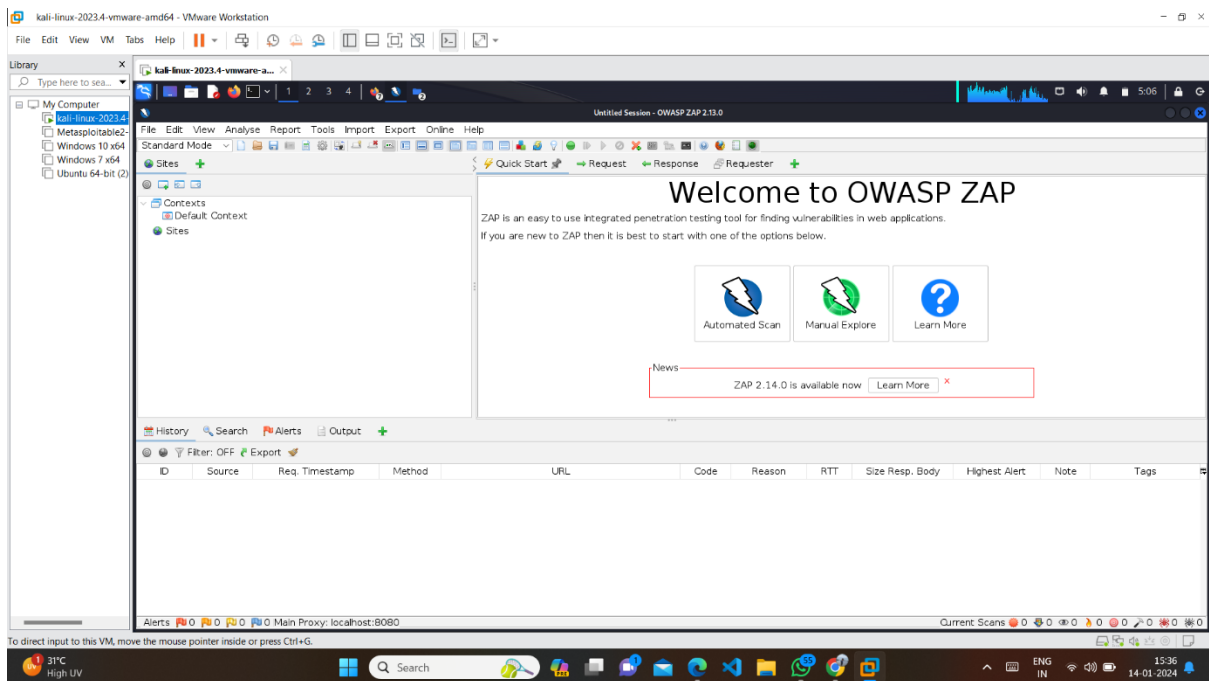 kali-linux-2023.4-vmware-amd64 - VMware Workstation
File Edit View VM Tabs Help
Library X
Type here to sea...
My Computer
kali-linux-2023.4-
Metasploitable2-
Windows 10 x64
Windows 7 x64
Ubuntu 64-bit (2)
kali-linux-2023.4-vmware-a...
1 2 3 4
5:06
Untitled Session - OWASP ZAP 2.13.0
File Edit View Analyse Report Tools Import Export Online Help
Standard Mode
Sites
Quick Start Request Response Requester
Contexts
Default Context
Sites
Welcome to OWASP ZAP
ZAP is an easy to use integrated penetration testing tool for finding vulnerabilities in web applications.
If you are new to ZAP then it is best to start with one of the options below.
Automated Scan Manual Explore Learn More
News
ZAP 2.14.0 is available now Learn More
History Search Alerts Output
Filter: OFF Export
ID Source Req. Timestamp Method URL Code Reason RTT Size Resp. Body Highest Alert Note Tags
Alerts 0 0 0 0 Main Proxy: localhost:8080 Current Scans 0 0 0 0 0 0 0 0
To direct input to this VM, move the mouse pointer inside or press Ctrl+G.
31°C
High UV
Search
ENG
IN
15:36
14-01-2024